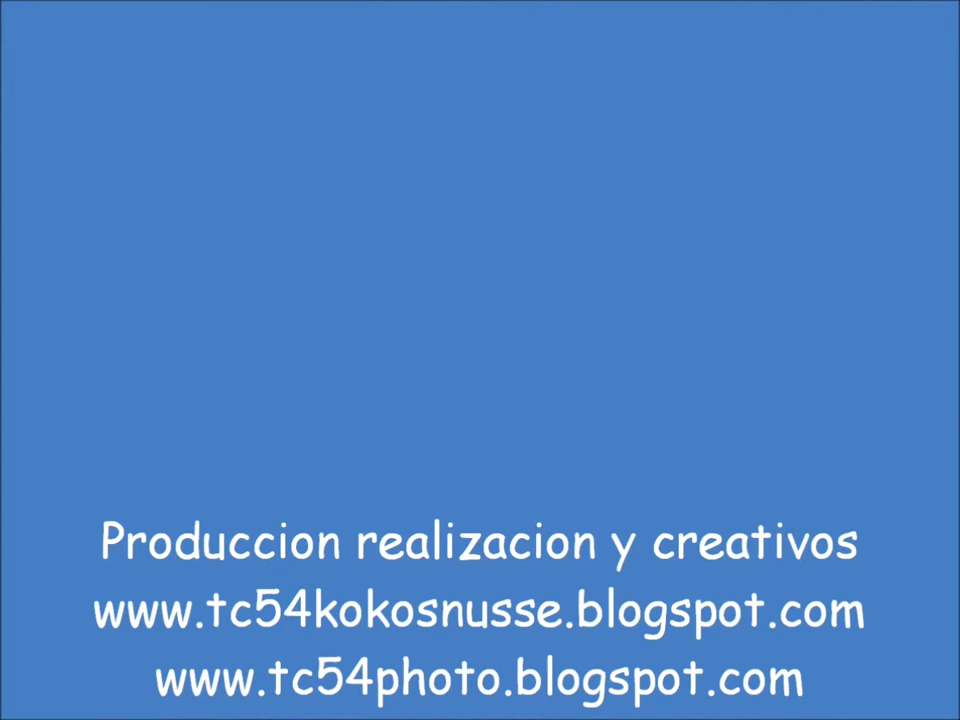 Produccion realizacion y creativos
www.tc54kokosnusse.blogspot.com
www.tc54photo.blogspot.com